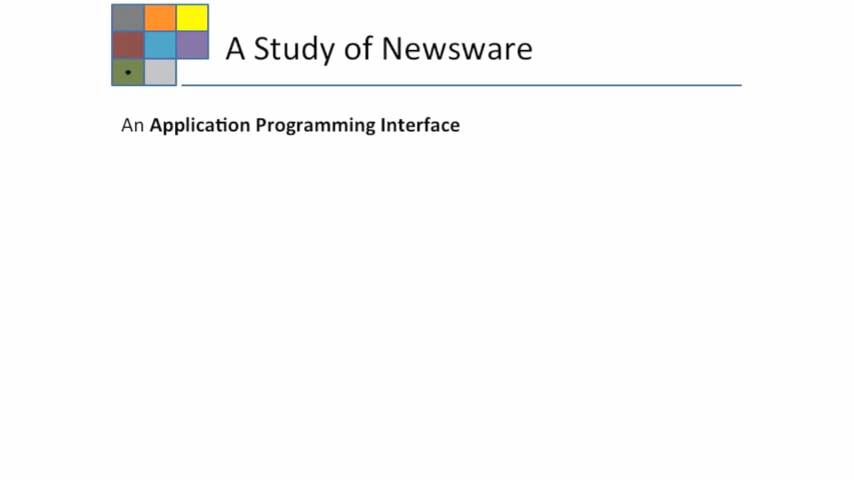 A Study of Newsware
An Application Programming Interface